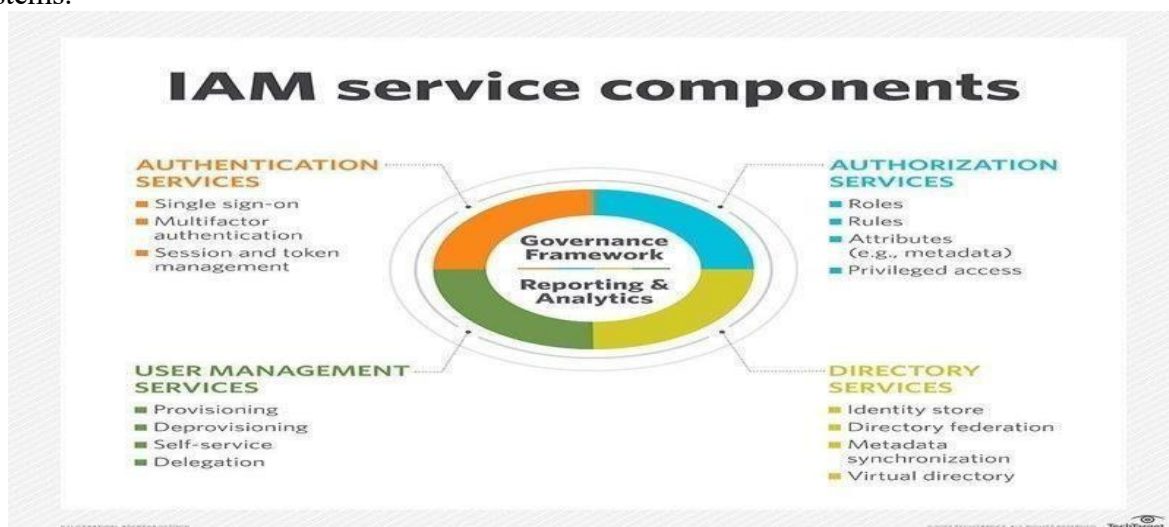 stems.
IAM service components
AUTHENTICATION
SERVICES
Single sign-on
Multifactor
authentication
Session and token
management
AUTHORIZATION
SERVICES
Roles
Rules
Attributes
(e.g., metadata)
Privileged access
Governance
Framework
Reporting &
Analytics
USER MANAGEMENT
SERVICES
Provisioning
Deprovisioning
Self-service
Delegation
DIRECTORY
SERVICES
Identity store
Directory federation
Metadata
synchronization
Virtual directory
TechTarget